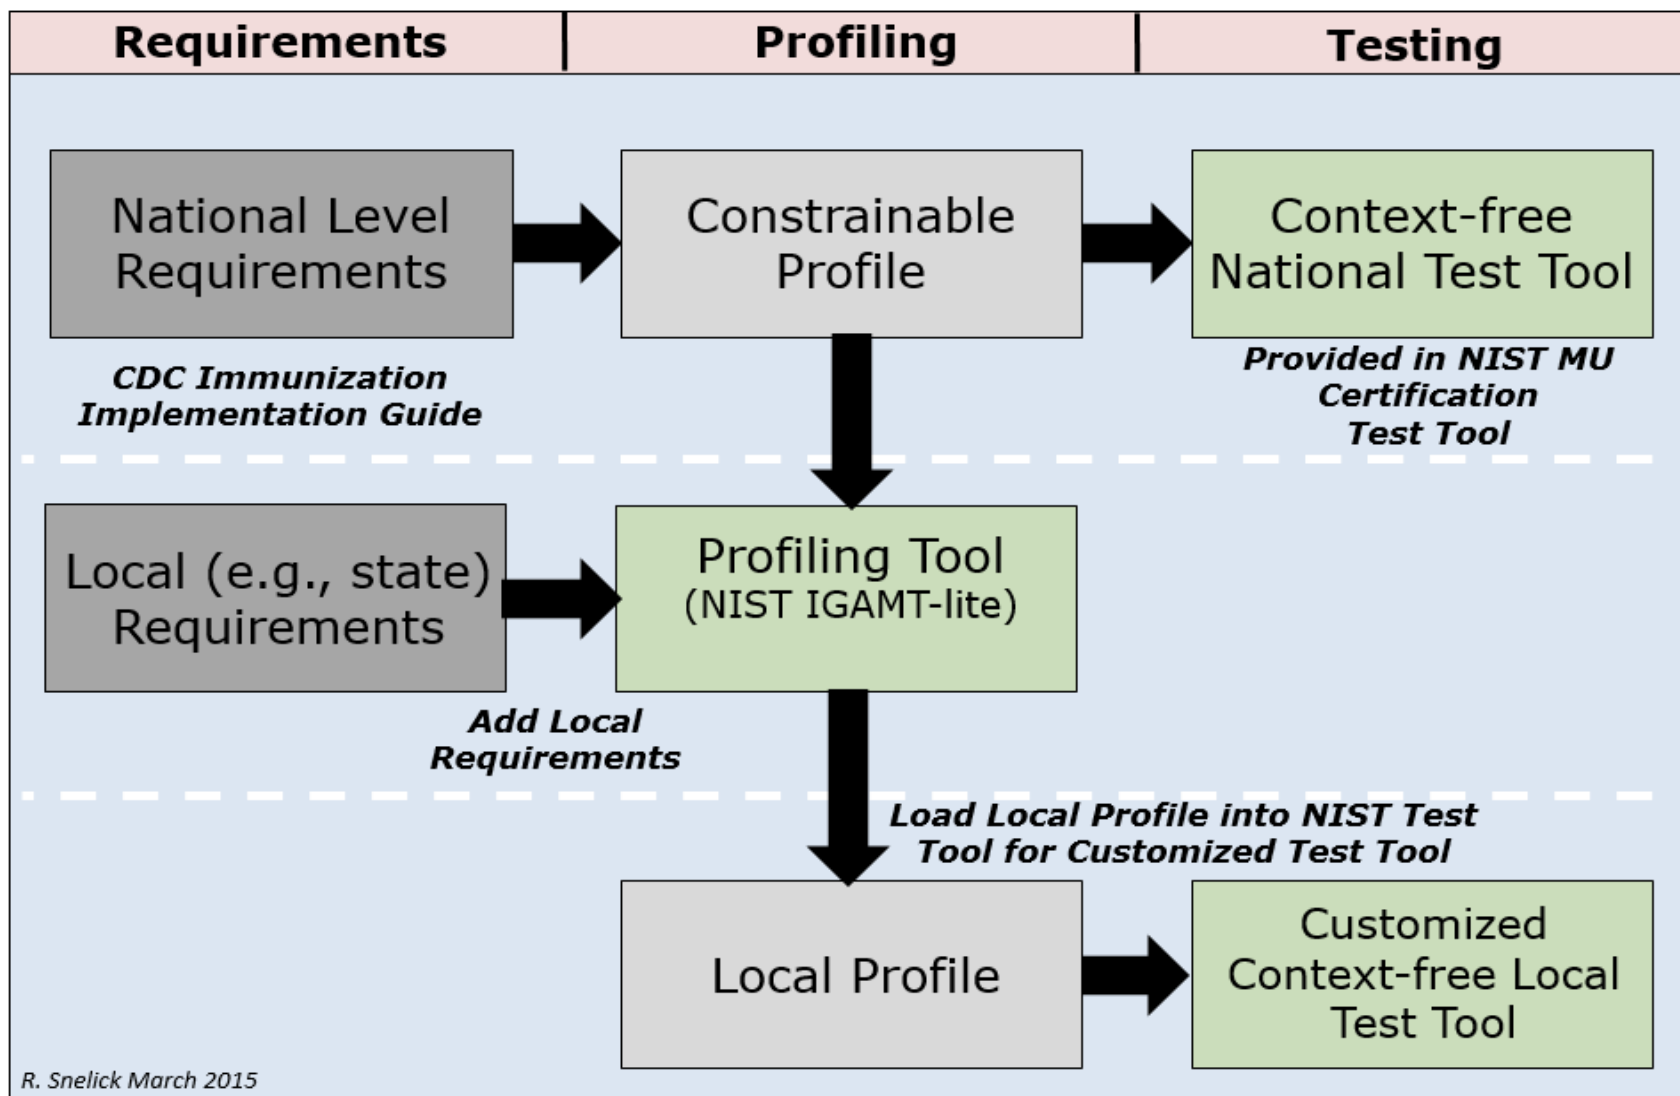 Requirements
Profiling
Testing
National Level
Requirements
Constrainable
Profile
Context-free
National Test Tool
CDC Immunization
Implementation Guide
Provided in NIST MU
Certification
Test Tool
Local (e.g., state)
Requirements
Profiling Tool
(NIST IGAMT-lite)
Add Local
Requirements
Load Local Profile into NIST Test
Tool for Customized Test Tool
Local Profile
Customized
Context-free Local
Test Tool
R. Snelick March 2015